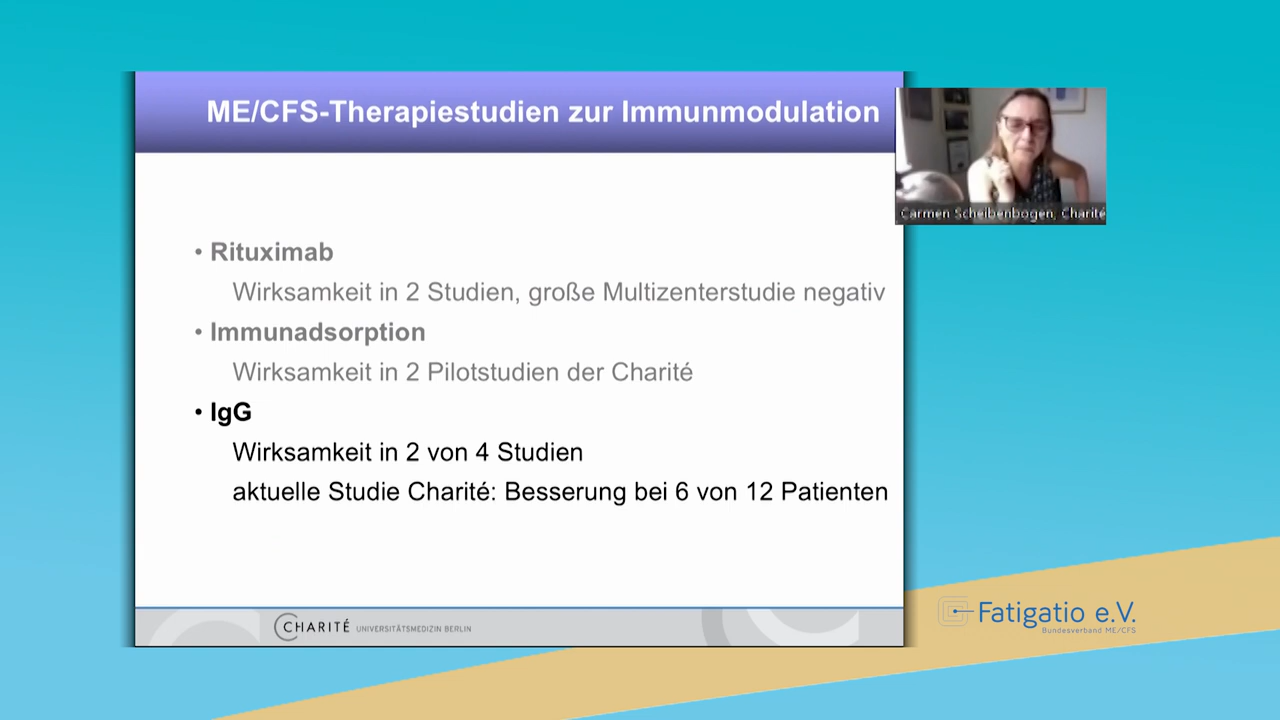 ME/CFS-Therapiestudien zur Immunmodulation
Carmen Scheibenbogen, Charité
• Rituximab
Wirksamkeit in 2 Studien, große Multizenterstudie negativ
• Immunadsorption
Wirksamkeit in 2 Pilotstudien der Charité
• IgG
Wirksamkeit in 2 von 4 Studien
aktuelle Studie Charité: Besserung bei 6 von 12 Patienten
CHARITÉ UNIVERSITÄTSMEDIZIN BERLIN
Fatigatio e.V.
Bundesverband ME/CFS